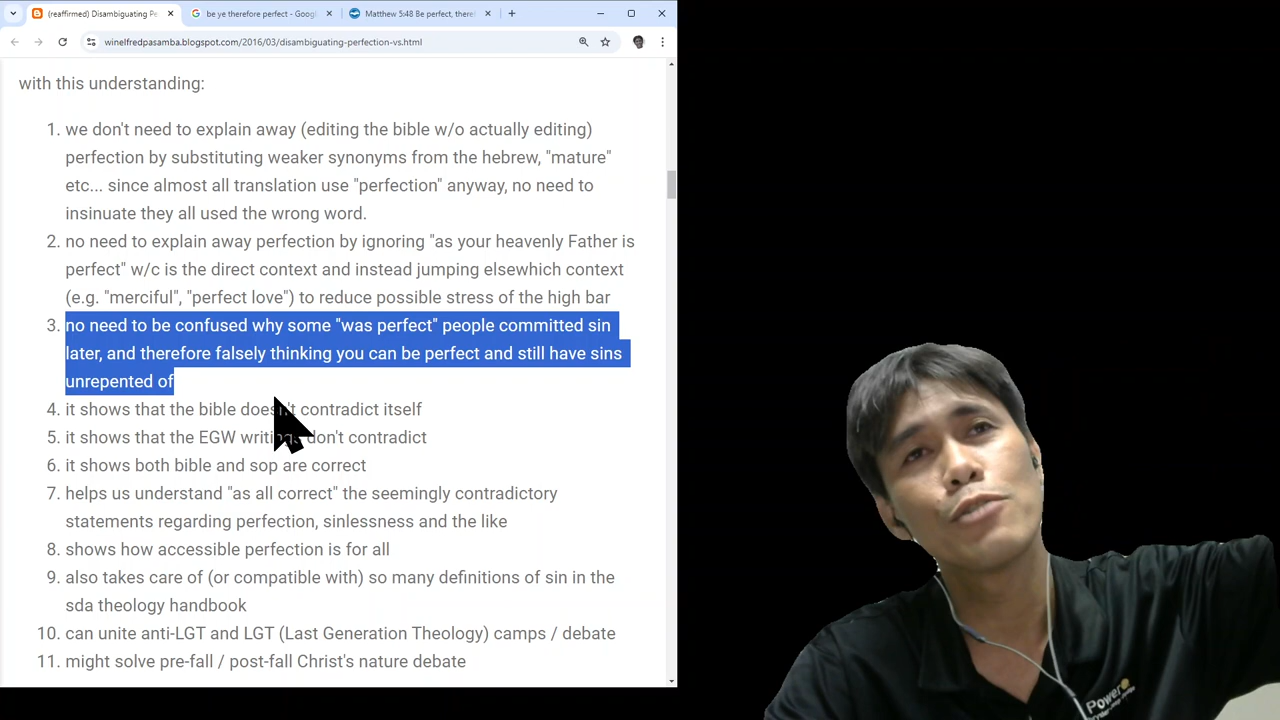 (reaffirmed) Disambiguating Pe
be ye therefore perfect - Googl
Matthew 5:48 Be perfect, theref
winelfredpasamba.blogspot.com/2016/03/disambiguating-perfection-vs.html
with this understanding:
1. we don't need to explain away (editing the bible w/o actually editing)
perfection by substituting weaker synonyms from the hebrew, "mature"
etc... since almost all translation use "perfection" anyway, no need to
insinuate they all used the wrong word.
2. no need to explain away perfection by ignoring "as your heavenly Father is
perfect" w/c is the direct context and instead jumping elsewhich context
(e.g. "merciful", "perfect love") to reduce possible stress of the high bar
3. no need to be confused why some "was perfect" people committed sin
later, and therefore falsely thinking you can be perfect and still have sins
unrepented of
4. it shows that the bible doesn't contradict itself
5. it shows that the EGW writings don't contradict
6. it shows both bible and sop are correct
7. helps us understand "as all correct" the seemingly contradictory
statements regarding perfection, sinlessness and the like
8. shows how accessible perfection is for all
9. also takes care of (or compatible with) so many definitions of sin in the
sda theology handbook
10. can unite anti-LGT and LGT (Last Generation Theology) camps / debate
11. might solve pre-fall / post-fall Christ's nature debate
Power